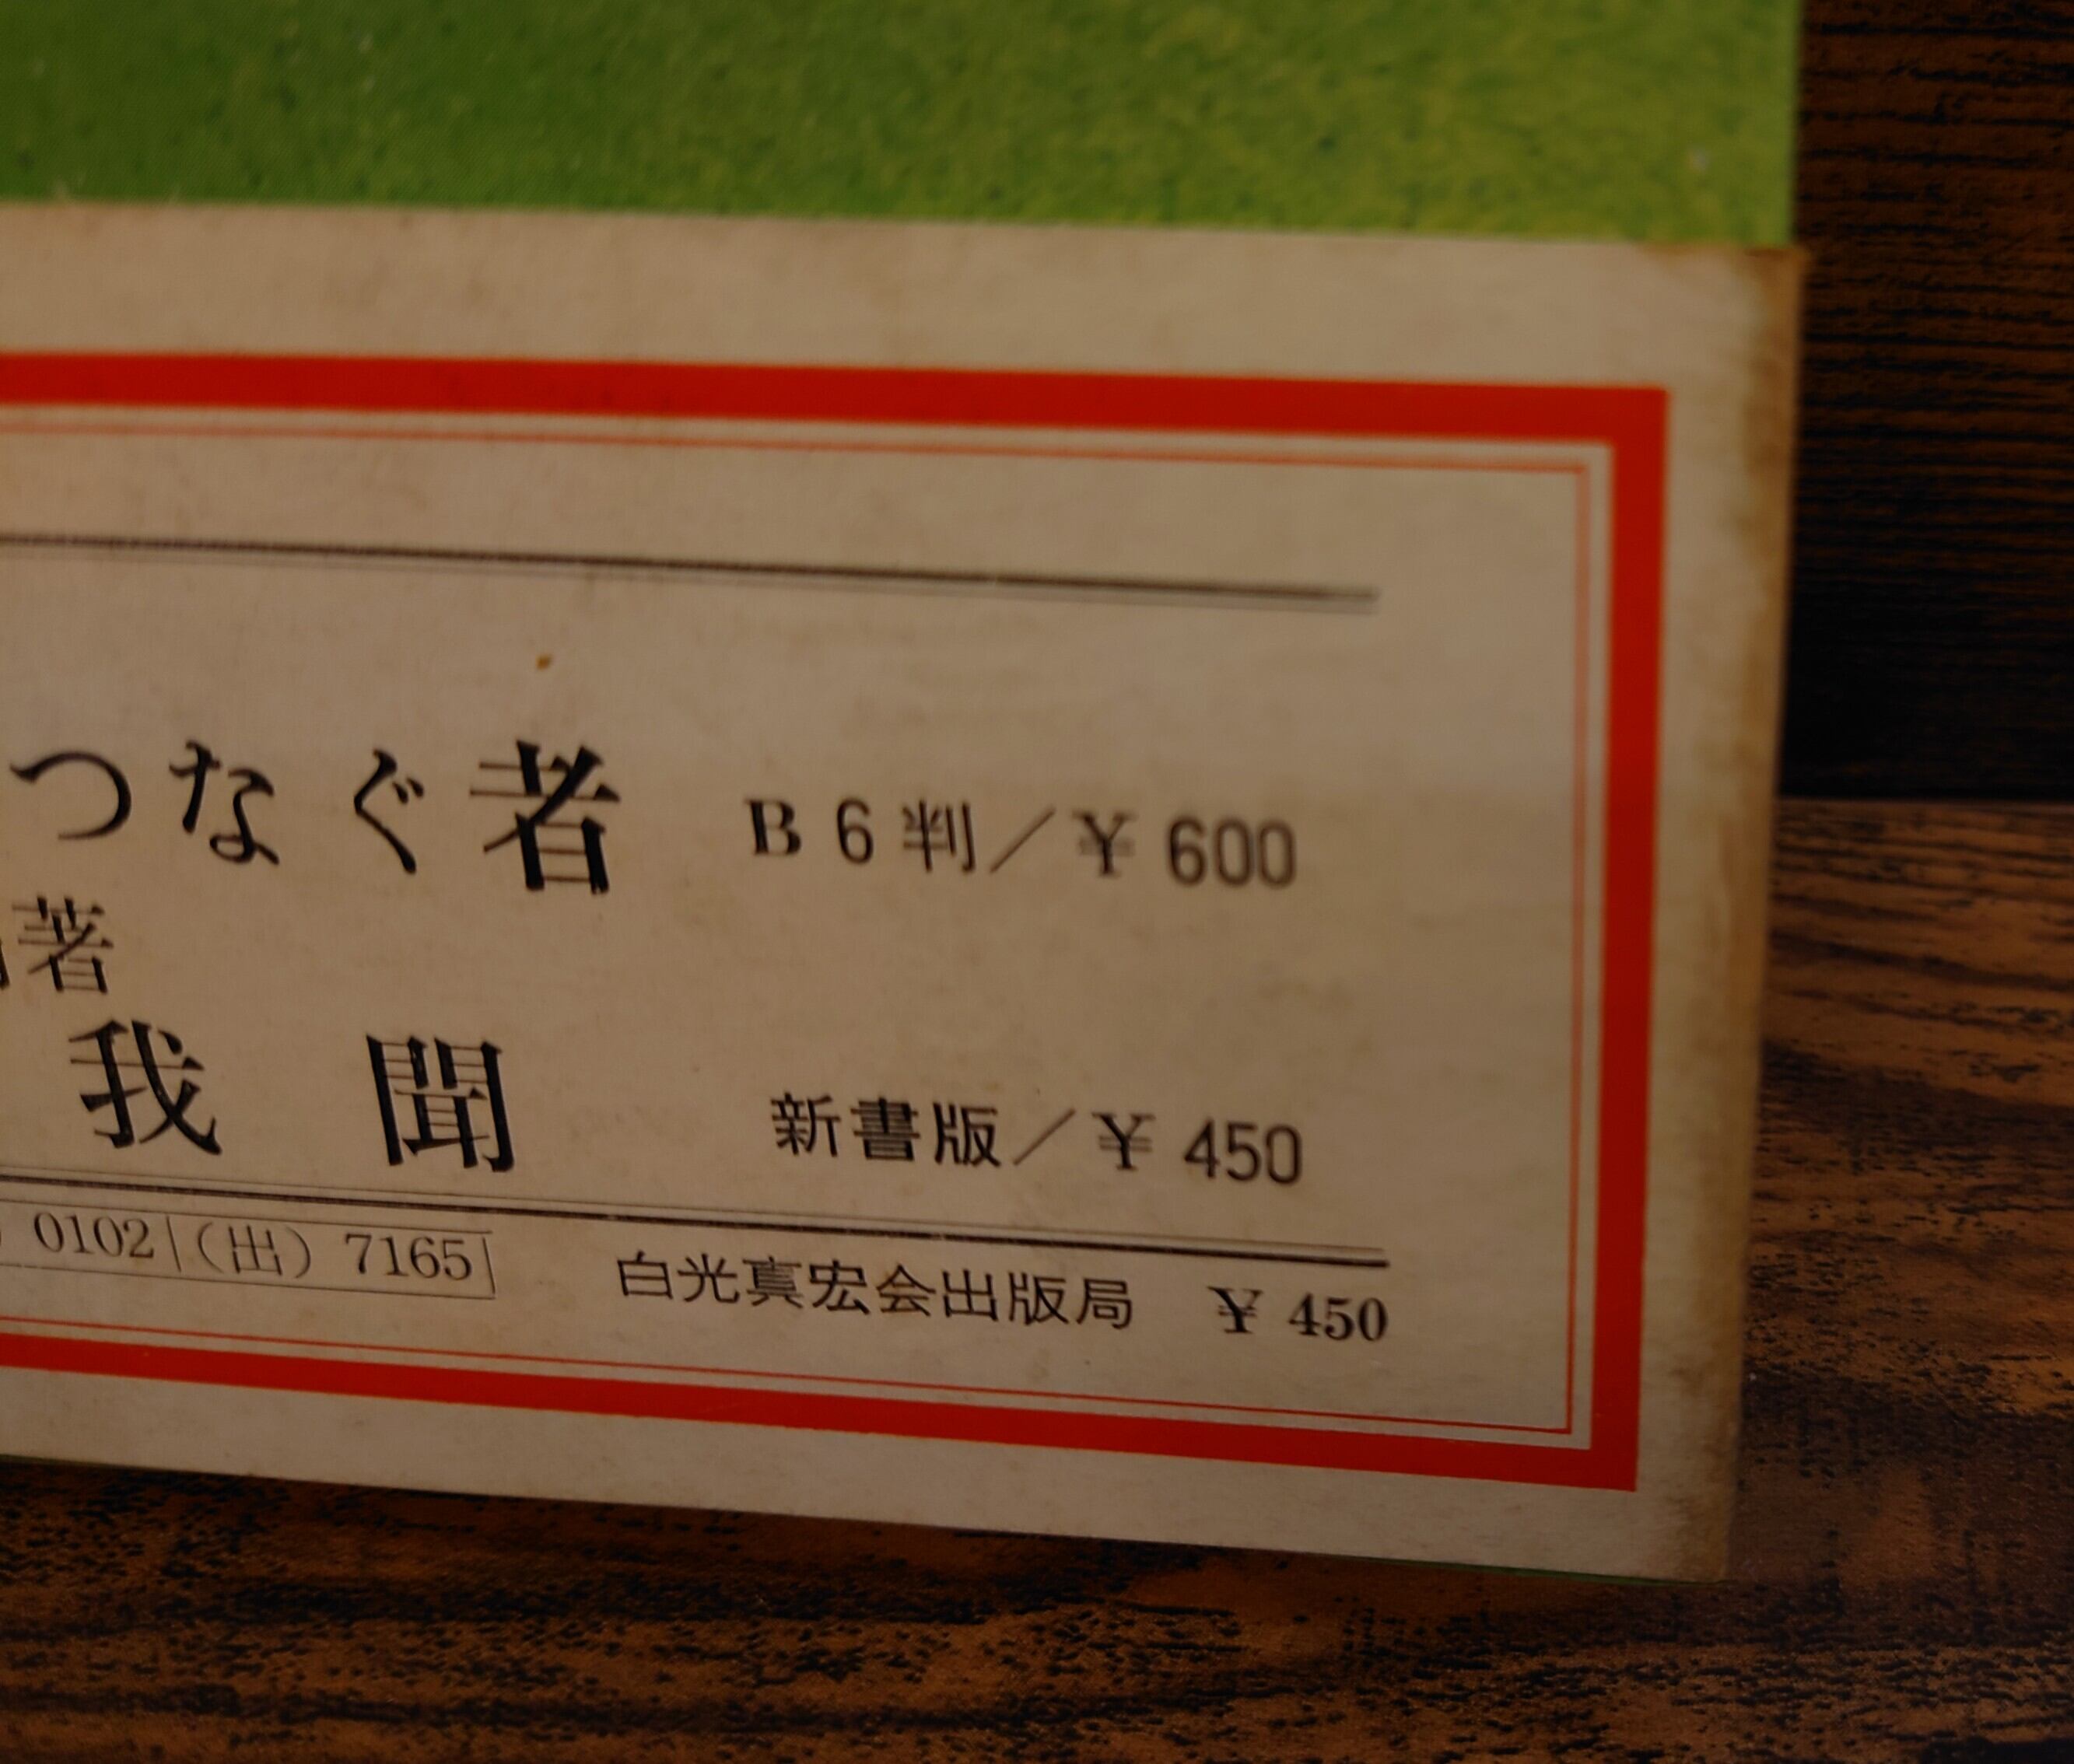 つなぐ者 B6判／¥600
著
我聞 新書版／¥450
0102 (出) 7165 白光真宏会出版局 ¥450